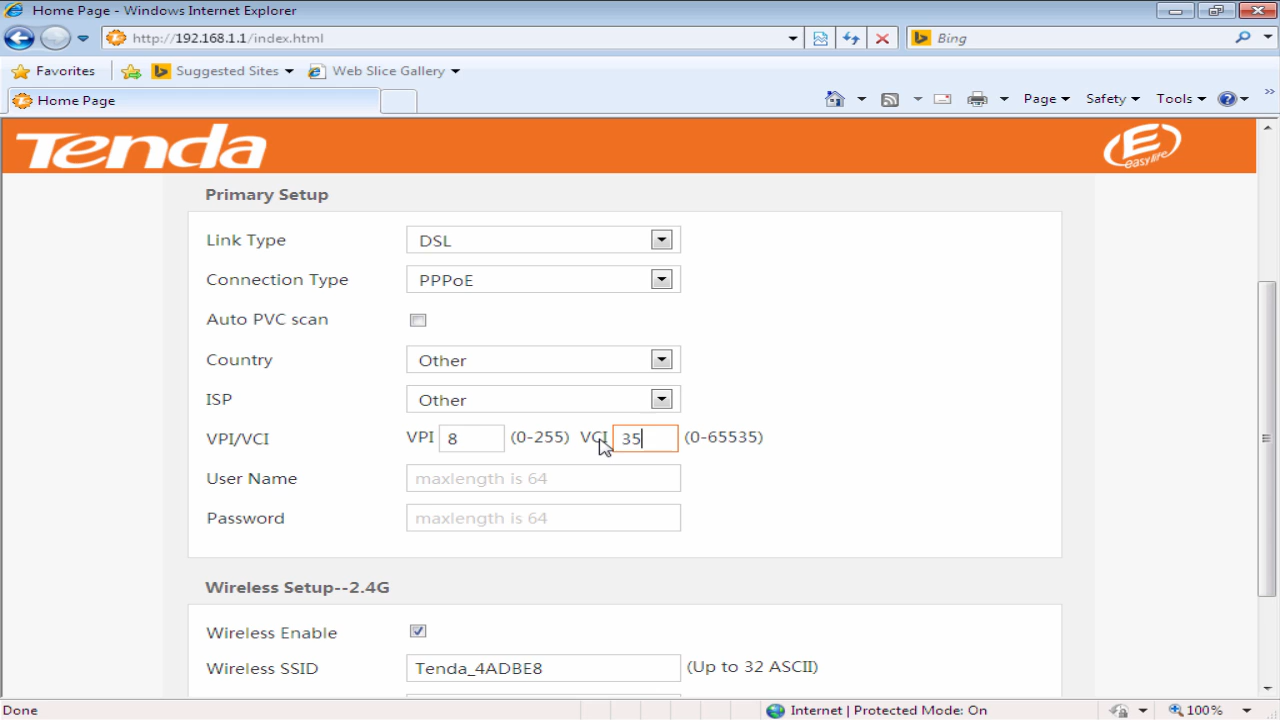 Home Page - Windows Internet Explorer
http://192.168.1.1/index.html
Bing
Favorites Suggested Sites Web Slice Gallery
Home Page
Page Safety Tools
Tenda
E easy life
Primary Setup
Link Type DSL
Connection Type PPPoE
Auto PVC scan
Country Other
ISP Other
VPI/VCI VPI 8 (0-255) VCI 35 (0-65535)
User Name maxlength is 64
Password maxlength is 64
Wireless Setup--2.4G
Wireless Enable
Wireless SSID Tenda_4ADBE8 (Up to 32 ASCII)
Done Internet | Protected Mode: On 100%